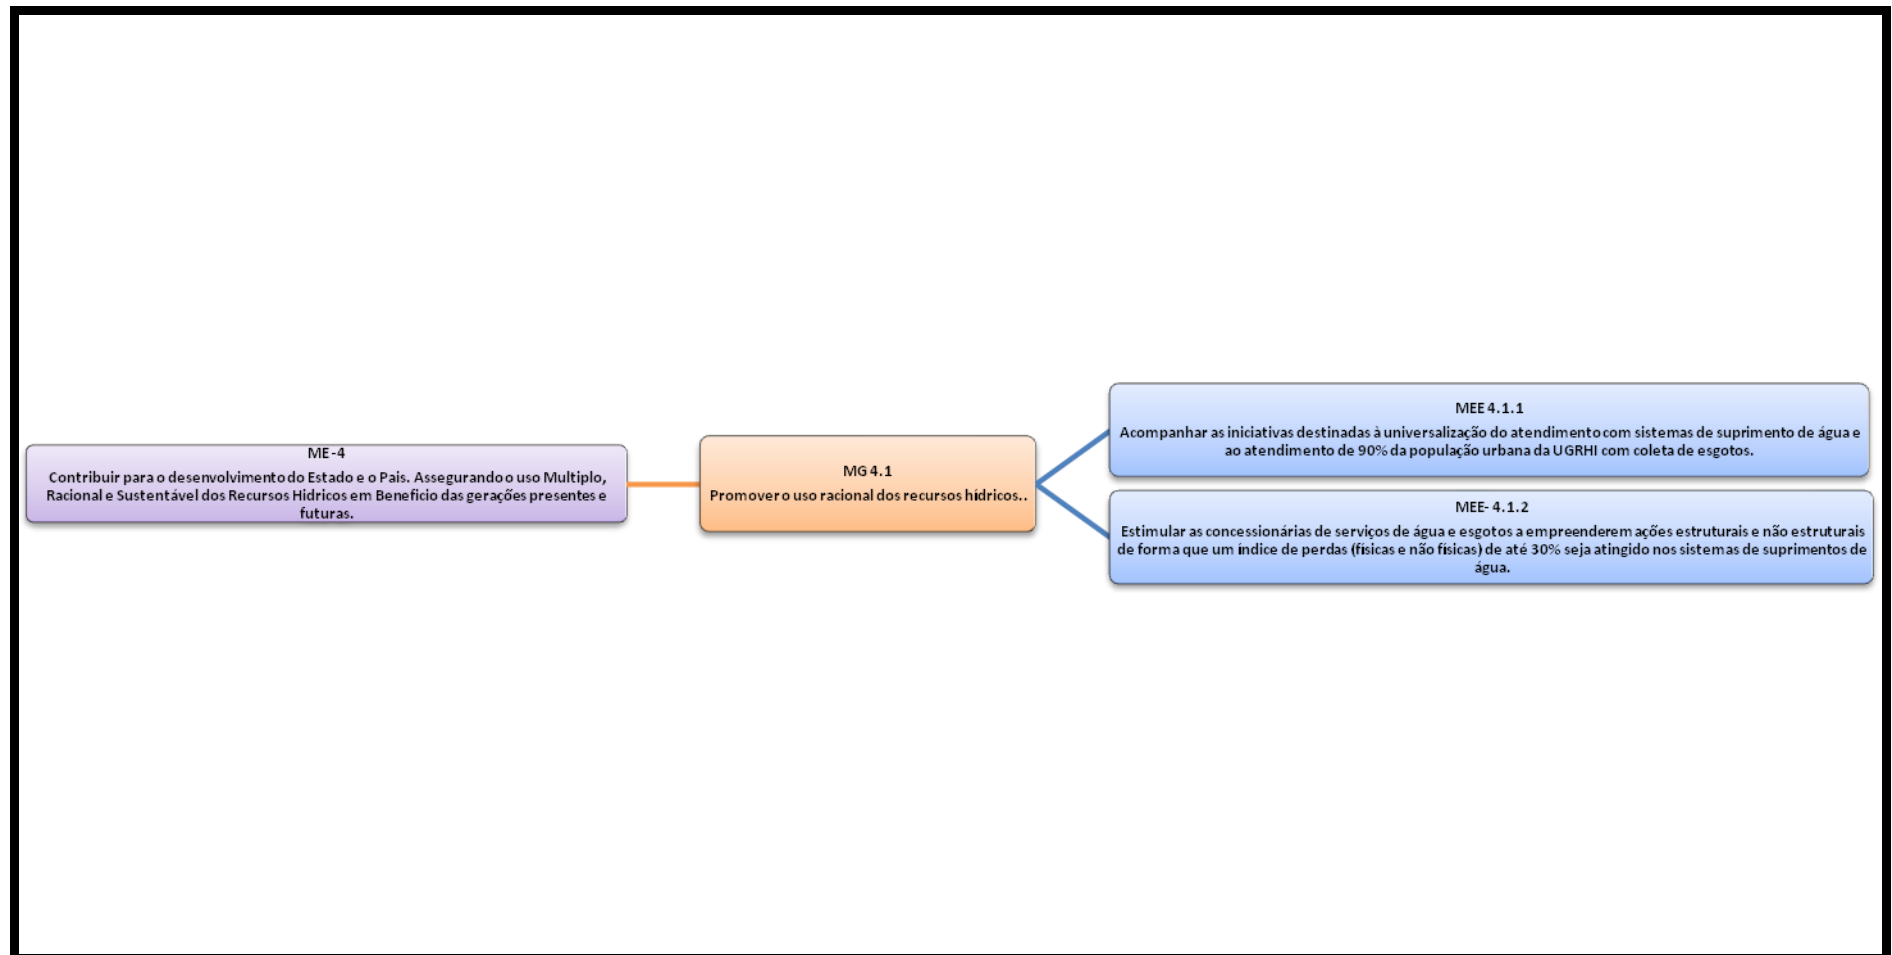 ME-4
Contribuir para o desenvolvimento do Estado e o Pais. Assegurando o uso Multiplo,
Racional e Sustentável dos Recursos Hidricos em Beneficio das gerações presentes e
futuras.
MG 4.1
Promover o uso racional dos recursos hídricos..
MEE 4.1.1
Acompanhar as iniciativas destinadas à universialização do atendimento com sistemas de suprimento de água e
ao atendimento de 90% da população urbana da UGRHI com coleta de esgotos.
MEE- 4.1.2
Estimular as concessionárias de serviços de água e esgotos a empreenderem ações estruturais e não estruturais
de forma que um índice de perdas (físicas e não físicas) de até 30% seja atingido nos sistemas de suprimentos de
água.